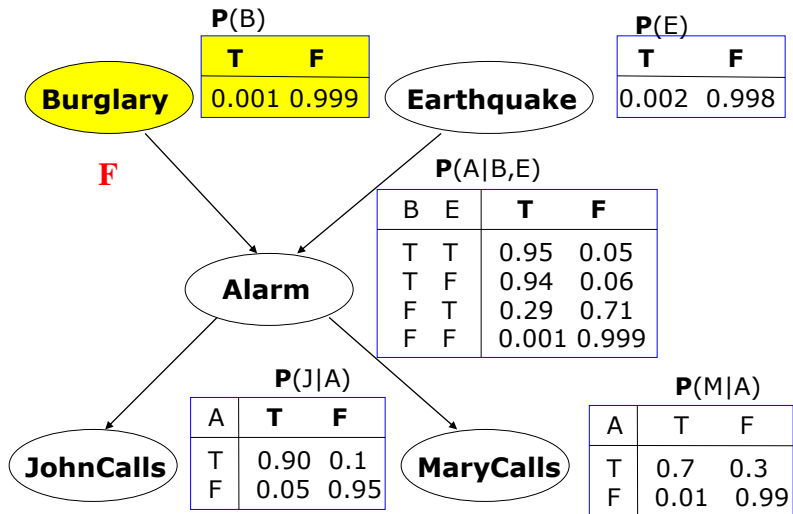 P(B)
T F
Burglary
0.001 0.999
P(E)
T F
Earthquake
0.002 0.998
F
P(A|B,E)
B E T F
T T 0.95 0.05
T F 0.94 0.06
F T 0.29 0.71
F F 0.001 0.999
Alarm
P(J|A)
A T F
T 0.90 0.1
F 0.05 0.95
JohnCalls
MaryCalls
P(M|A)
A T F
T 0.7 0.3
F 0.01 0.99